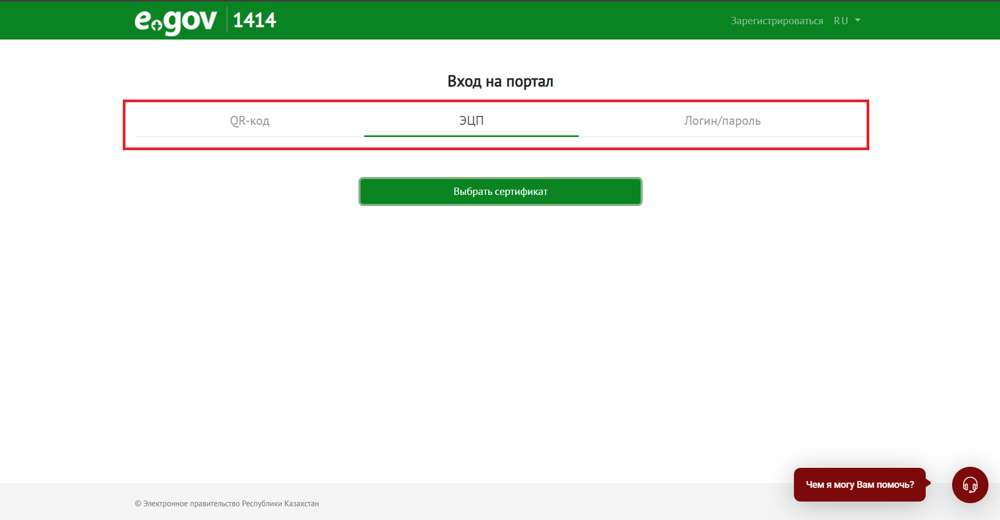 e.gov 1414
Зарегистрироваться RU
Вход на портал
QR-код ЭЦП Логин/пароль
Выбрать сертификат
Чем я могу Вам помочь?
© Электронное правительство Республики Казахстан